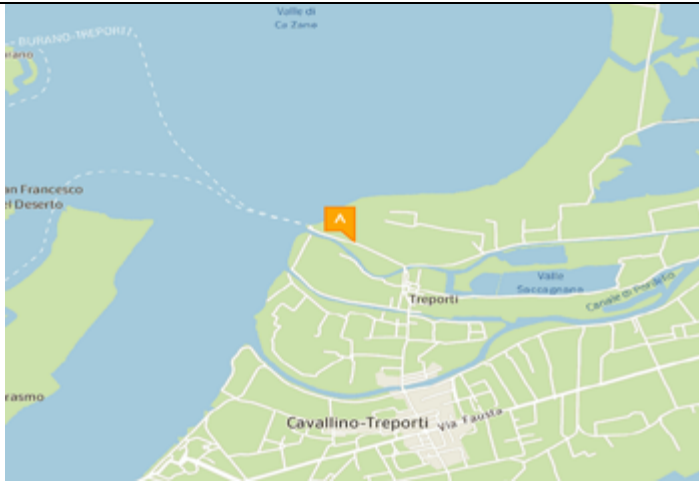 Valle di
Ca Zane
BURANO-TREPORTI
rano
an Francesco
el Deserto
Treporti
Valle
Saccagnana
Canale di Pordelio
rasmo
Cavallino-Treporti
Via Fausta